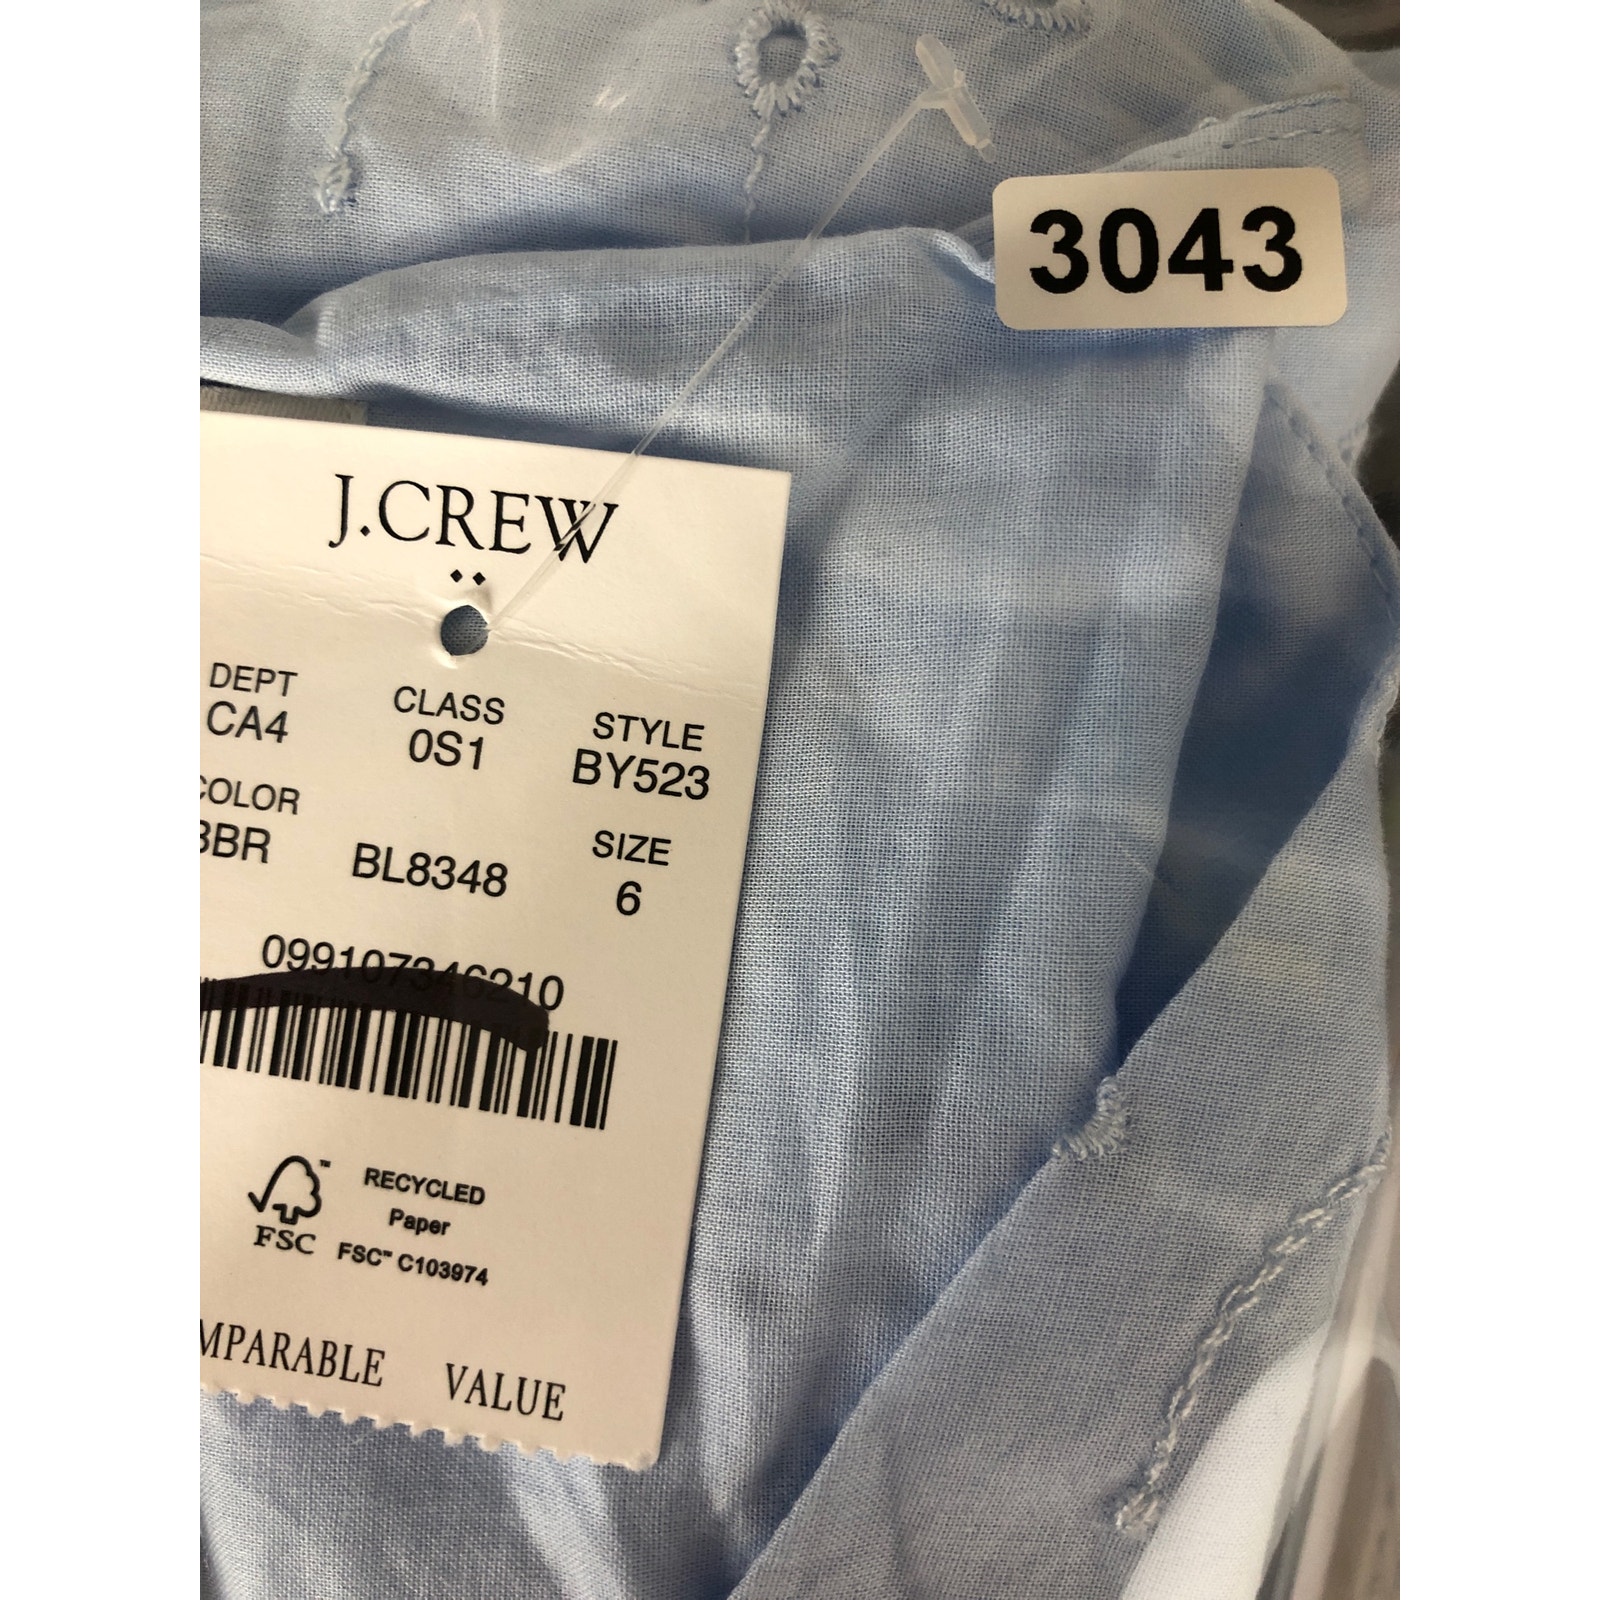 3043
J.CREW
DEPT CLASS STYLE
CA4 0S1 BY523
COLOR SIZE
BBR BL8348 6
099107346210
RECYCLED
Paper
FSC™ C103974
FSC
MPARABLE VALUE